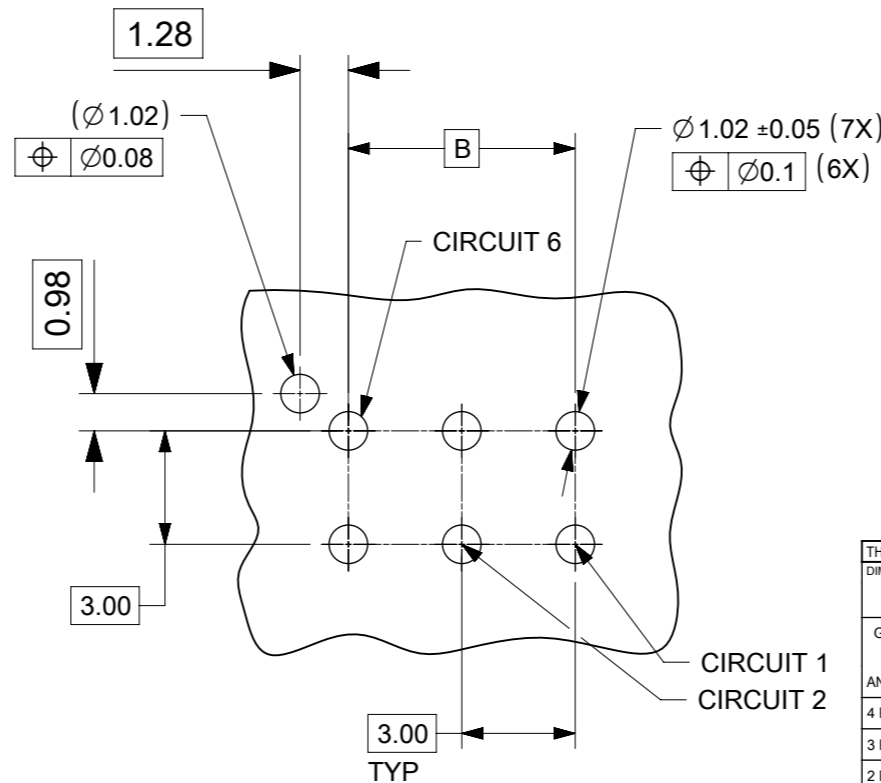 1.28
(∅1.02)
⌖ ∅0.08
B
∅1.02 ±0.05 (7X)
⌖ ∅0.1 (6X)
CIRCUIT 6
0.98
3.00
CIRCUIT 1
CIRCUIT 2
3.00
TYP
TH
DIM
G
AN
4
3
2